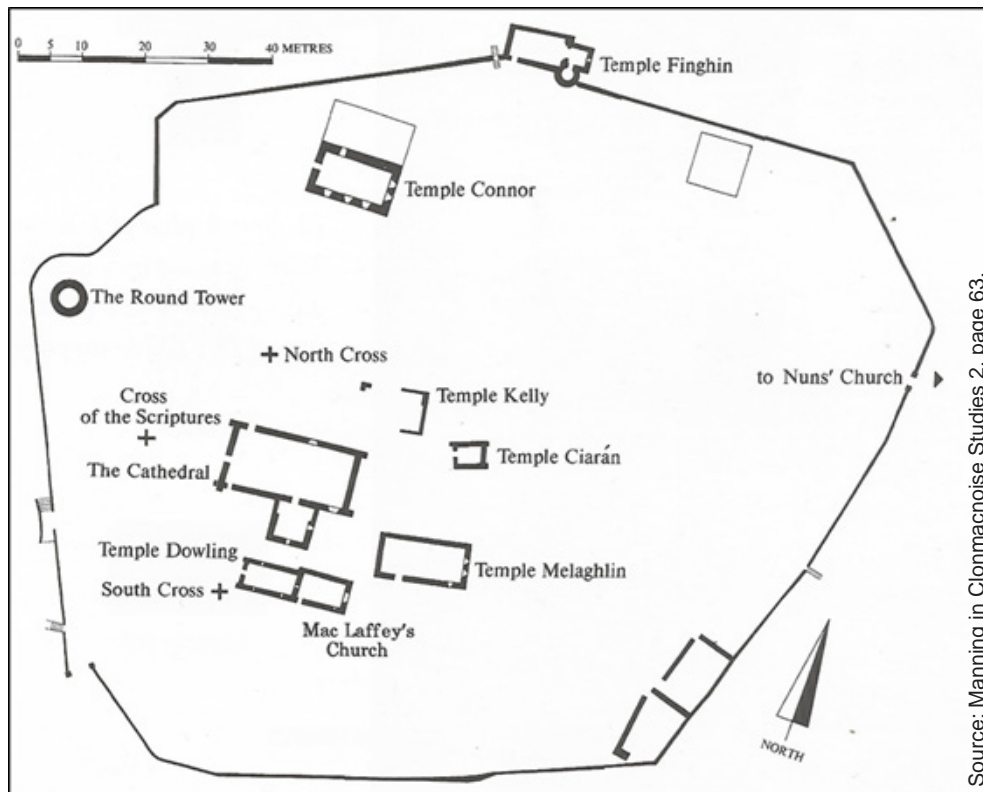 0 5 10 20 30 40 METRES
Temple Finghin
Temple Connor
The Round Tower
North Cross
to Nuns' Church
Cross
of the Scriptures
Temple Kelly
The Cathedral
Temple Ciarán
Temple Dowling
Temple Melaghlin
South Cross
Mac Laffey's
Church
NORTH
Source: Manning in Clonmacnoise Studies 2, page 63.